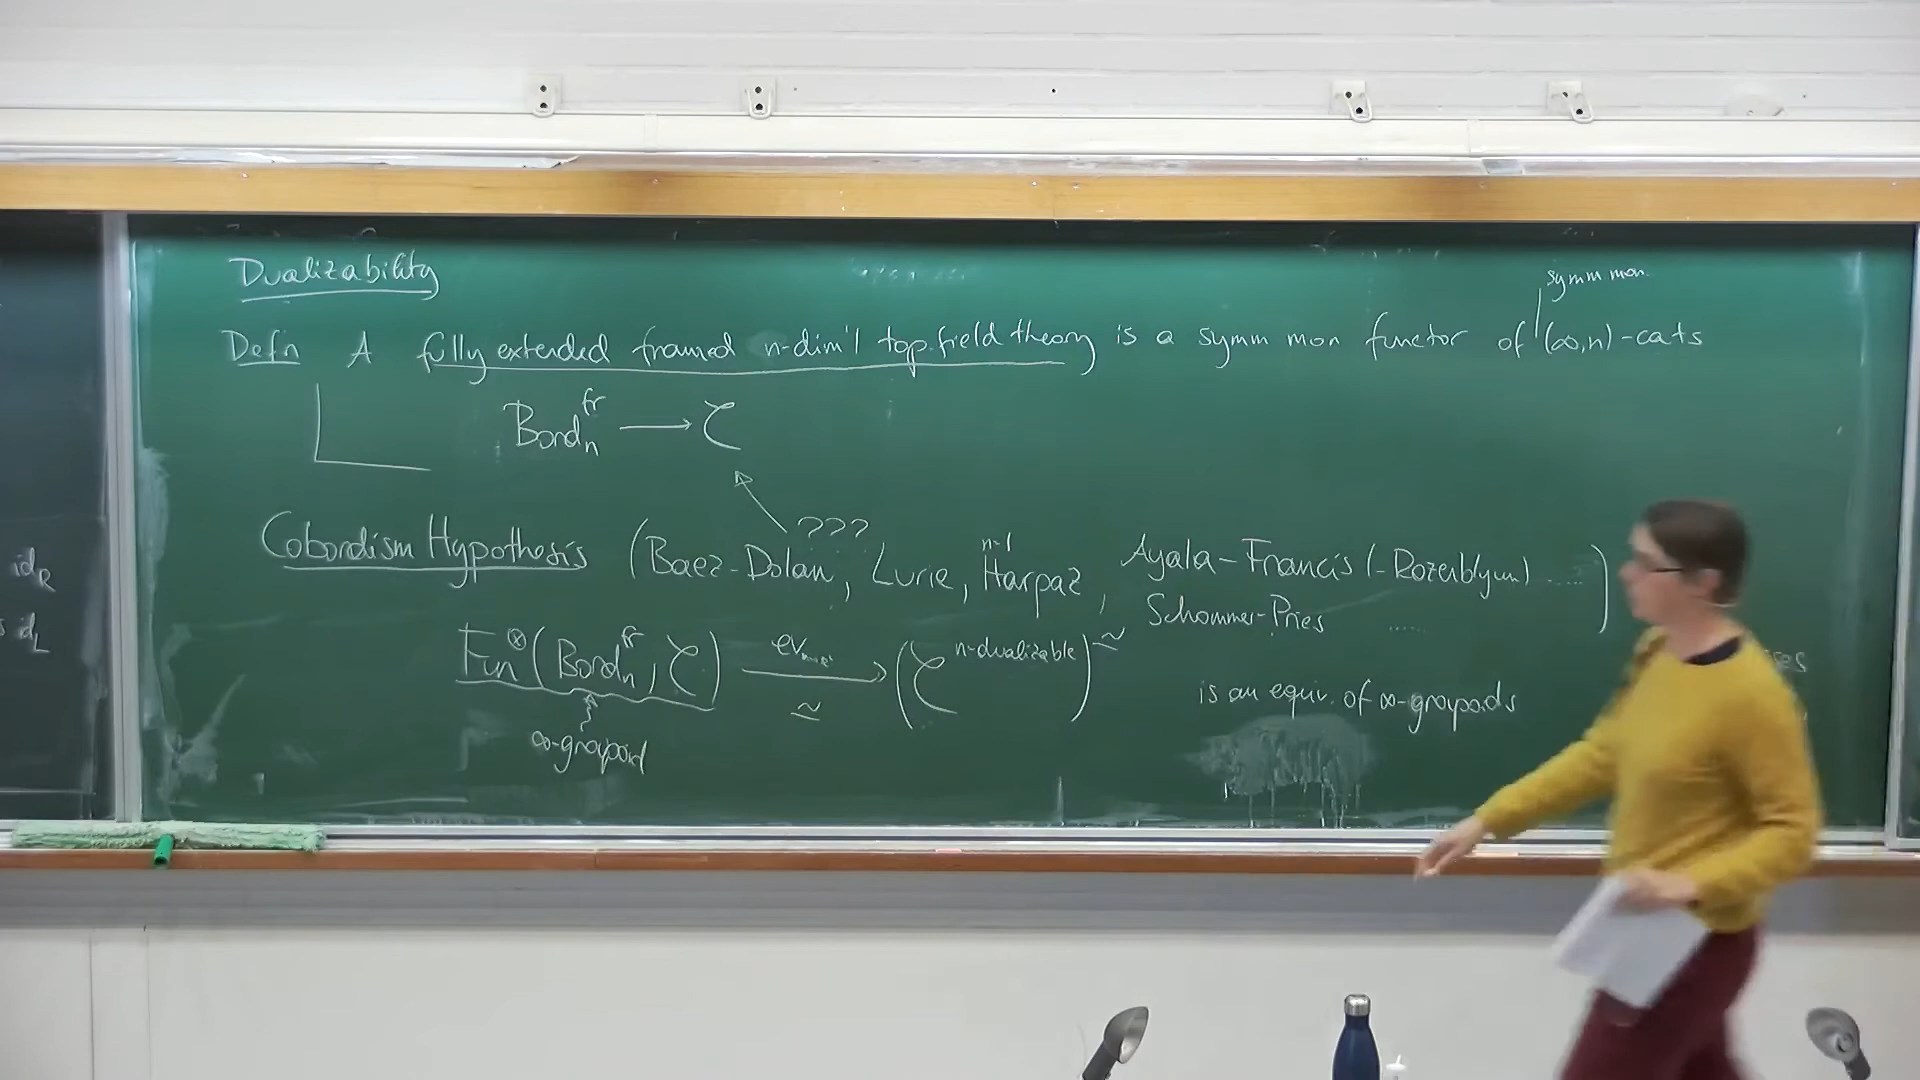 Dualizability
symm mon.
Defn A fully extended framed n-dim'l top. field theory is a symm mon functor of (∞,n)-cats
Bord_n^fr → C
???
Cobordism Hypothesis (Baez-Dolan, Lurie, Harpaz, Ayala-Francis (-Rozenblyum) .....)
n=1
Schommer-Pries .....
Fun^⊗(Bord_n^fr, C) → (C^n-dualizable)^≃
ev
≃
is an equiv. of ∞-groupoids
∞-groupoid
id_R
id_L